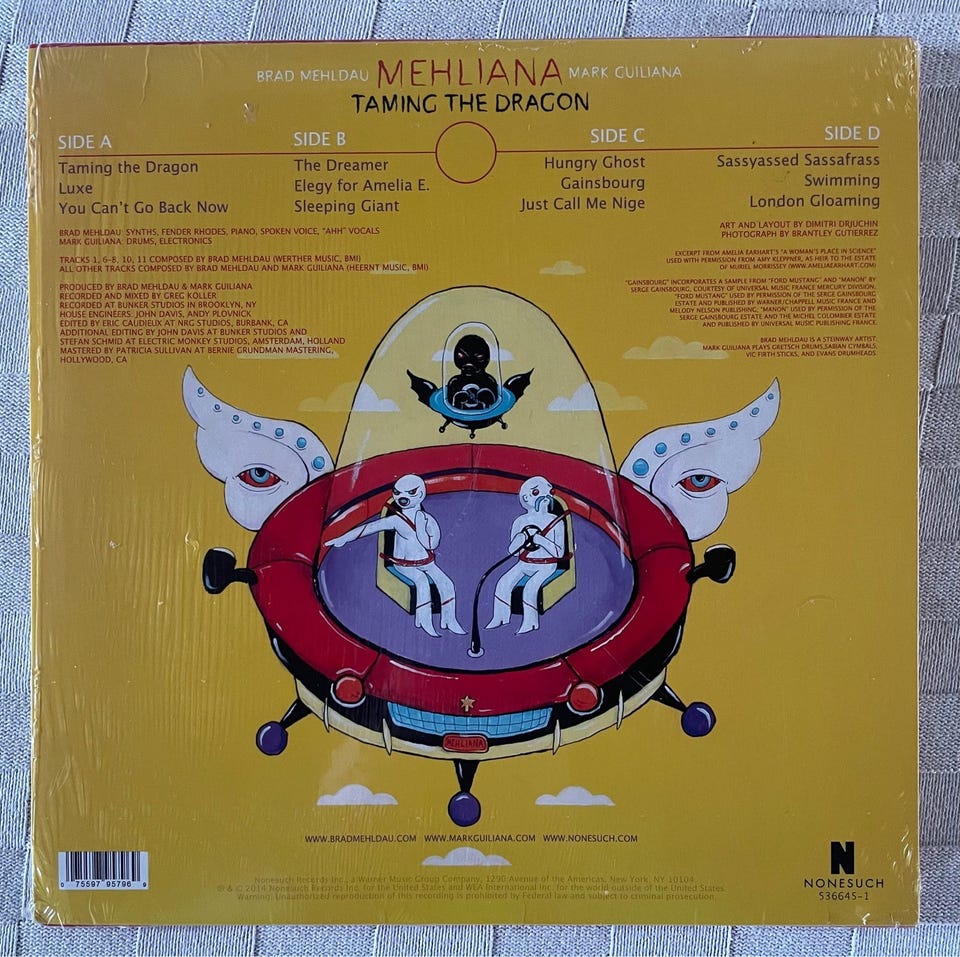 BRAD MEHLDAU MEHLIANA MARK GUILIANA
TAMING THE DRAGON
SIDE A
Taming the Dragon
Luxe
You Can't Go Back Now
SIDE B
The Dreamer
Elegy for Amelia E.
Sleeping Giant
SIDE C
Hungry Ghost
Gainsbourg
Just Call Me Nige
SIDE D
Sassyassed Sassafrass
Swimming
London Gloaming
BRAD MEHLDAU: SYNTHS, FENDER RHODES, PIANO, SPOKEN VOICE, "AHH" VOCALS
MARK GUILIANA: DRUMS, ELECTRONICS
TRACKS 1, 6-8, 10, 11 COMPOSED BY BRAD MEHLDAU (WERTHER MUSIC, BMI)
ALL OTHER TRACKS COMPOSED BY BRAD MEHLDAU AND MARK GUILIANA (HEERNT MUSIC, BMI)
PRODUCED BY BRAD MEHLDAU & MARK GUILIANA
RECORDED AND MIXED BY GREG KOLLER
RECORDED AT BUNKER STUDIOS IN BROOKLYN, NY
HOUSE ENGINEERS: JOHN DAVIS, ANDY PLOVNICK
EDITED BY ERIC CAUDIEUX AT NRG STUDIOS, BURBANK, CA
ADDITIONAL EDITING BY JOHN DAVIS AT BUNKER STUDIOS AND
STEFAN SCHMID AT ELECTRIC MONKEY STUDIOS, AMSTERDAM, HOLLAND
MASTERED BY PATRICIA SULLIVAN AT BERNIE GRUNDMAN MASTERING,
HOLLYWOOD, CA
ART AND LAYOUT BY DIMITRI DRJUCHIN
PHOTOGRAPH BY BRANTLEY GUTIERREZ
EXCERPT FROM AMELIA EARHART'S "A WOMAN'S PLACE IN SCIENCE"
USED WITH PERMISSION FROM AMY KLEPPNER, AS HEIR TO THE ESTATE
OF MURIEL MORRISSEY (WWW.AMELIAEARHART.COM)
"GAINSBOURG" INCORPORATES A SAMPLE FROM "FORD MUSTANG" AND "MANON" BY
SERGE GAINSBOURG, COURTESY OF UNIVERSAL MUSIC FRANCE MERCURY DIVISION.
"FORD MUSTANG" USED BY PERMISSION OF THE SERGE GAINSBOURG
ESTATE AND PUBLISHED BY WARNER/CHAPPELL MUSIC FRANCE AND
MELODY NELSON PUBLISHING; "MANON" USED BY PERMISSION OF THE
SERGE GAINSBOURG ESTATE AND THE MICHEL COLOMBIER ESTATE
AND PUBLISHED BY UNIVERSAL MUSIC PUBLISHING FRANCE.
BRAD MEHLDAU IS A STEINWAY ARTIST.
MARK GUILIANA PLAYS GRETSCH DRUMS,SABIAN CYMBALS,
VIC FIRTH STICKS, AND EVANS DRUMHEADS.
MEHLIANA
WWW.BRADMEHLDAU.COM WWW.MARKGUILIANA.COM WWW.NONESUCH.COM
0 75597 95796 9
Nonesuch Records Inc., a Warner Music Group Company, 1290 Avenue of the Americas, New York, NY 10104.
℗ & © 2014 Nonesuch Records Inc. for the United States and WEA International Inc. for the world outside of the United States.
Warning: Unauthorized reproduction of this recording is prohibited by Federal law and subject to criminal prosecution.
N
NONESUCH
536645-1